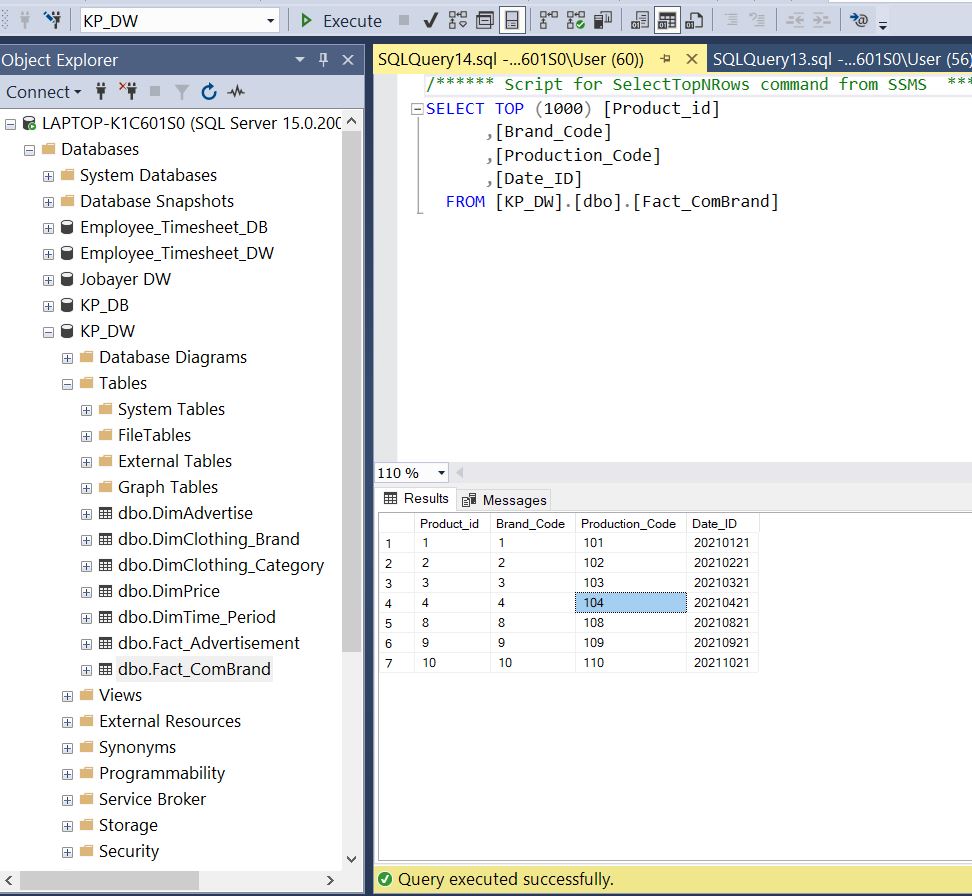 KP_DW
Execute
Object Explorer
Connect
LAPTOP-K1C601S0 (SQL Server 15.0.200
Databases
System Databases
Database Snapshots
Employee_Timesheet_DB
Employee_Timesheet_DW
Jobayer DW
KP_DB
KP_DW
Database Diagrams
Tables
System Tables
FileTables
External Tables
Graph Tables
dbo.DimAdvertise
dbo.DimClothing_Brand
dbo.DimClothing_Category
dbo.DimPrice
dbo.DimTime_Period
dbo.Fact_Advertisement
dbo.Fact_ComBrand
Views
External Resources
Synonyms
Programmability
Service Broker
Storage
Security
SQLQuery14.sql -...601S0\User (60)) SQLQuery13.sql -...601S0\User (56)
/****** Script for SelectTopNRows command from SSMS ***
SELECT TOP (1000) [Product_id]
,[Brand_Code]
,[Production_Code]
,[Date_ID]
FROM [KP_DW].[dbo].[Fact_ComBrand]
110 %
Results Messages
Product_id Brand_Code Production_Code Date_ID
1 1 1 101 20210121
2 2 2 102 20210221
3 3 3 103 20210321
4 4 4 104 20210421
5 8 8 108 20210821
6 9 9 109 20210921
7 10 10 110 20211021
Query executed successfully.